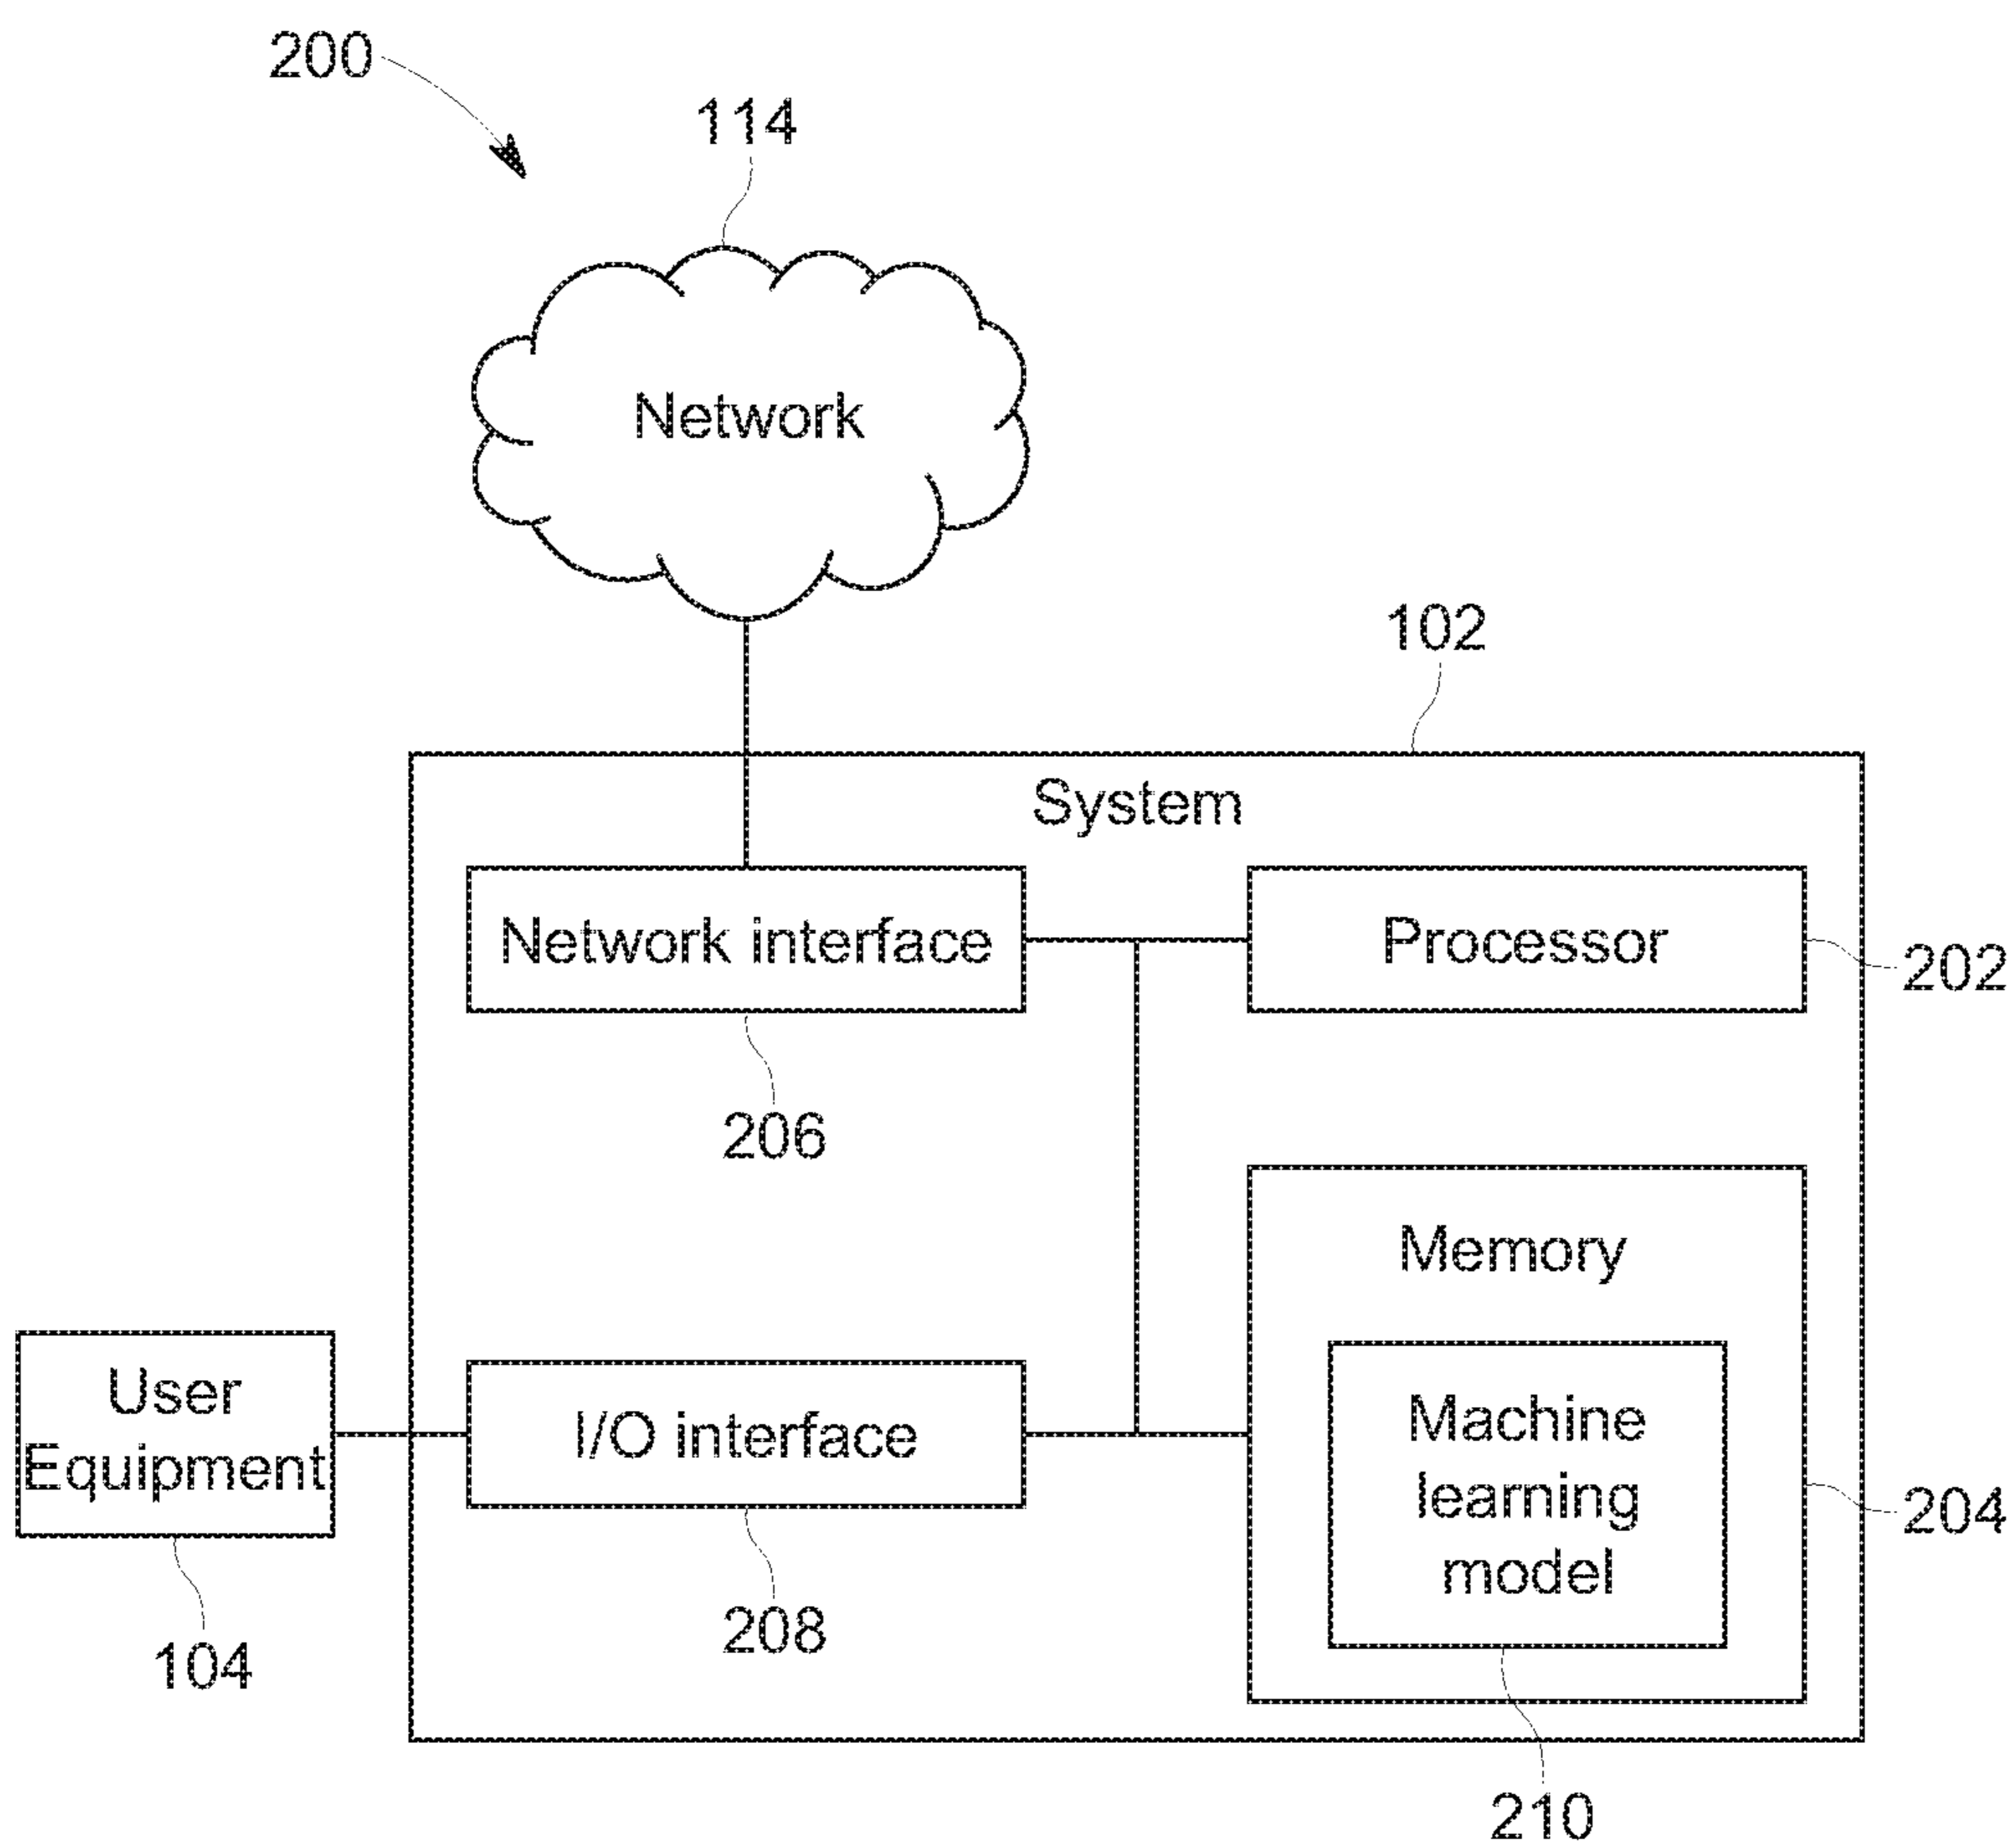 200
114
Network
102
System
Network interface
Processor
202
206
Memory
User
Equipment
I/O interface
Machine
learning
model
204
104
208
210